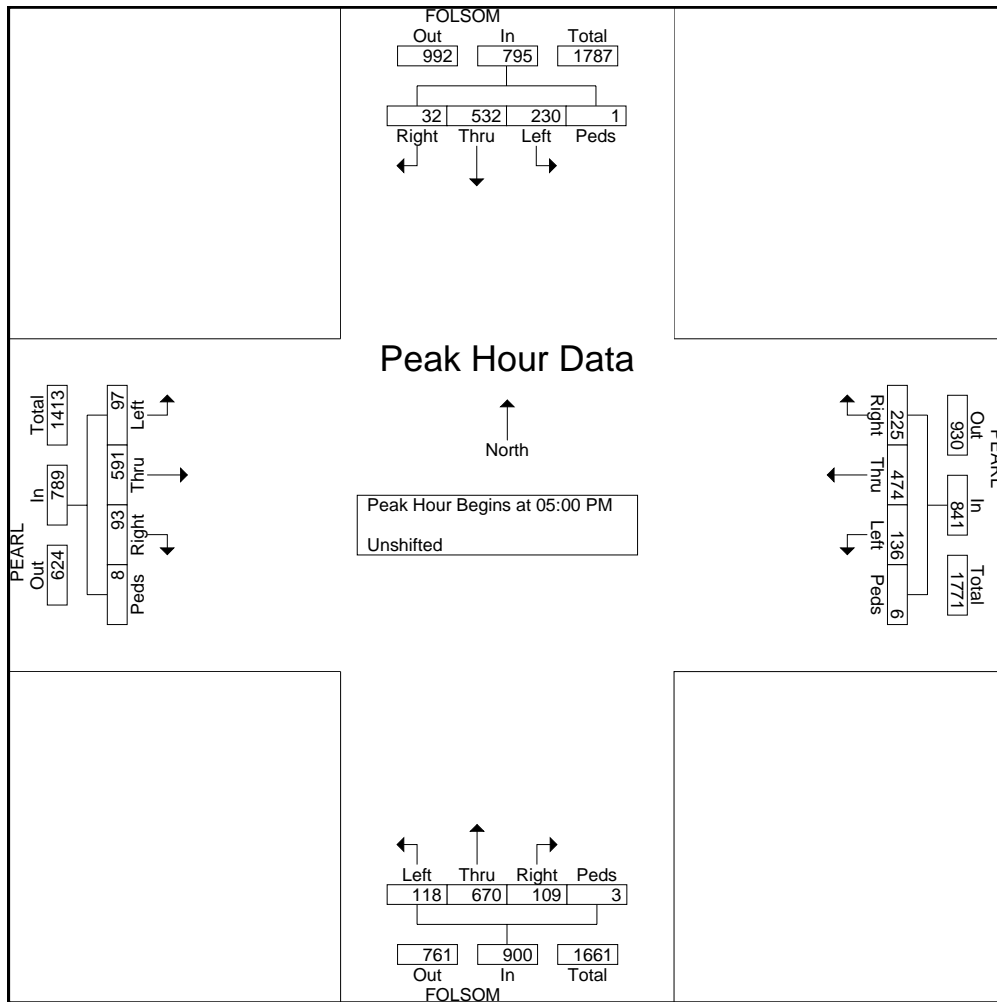 FOLSOM
Out In Total
992 795 1787
32 532 230 1
Right Thru Left Peds
Peak Hour Data
North
Peak Hour Begins at 05:00 PM
Unshifted
PEARL
Total In Out
1413 789 624
97 591 93 8
Left Thru Right Peds
PEARL
Out In Total
930 841 1771
225 474 136 6
Right Thru Left Peds
Left Thru Right Peds
118 670 109 3
761 900 1661
Out In Total
FOLSOM